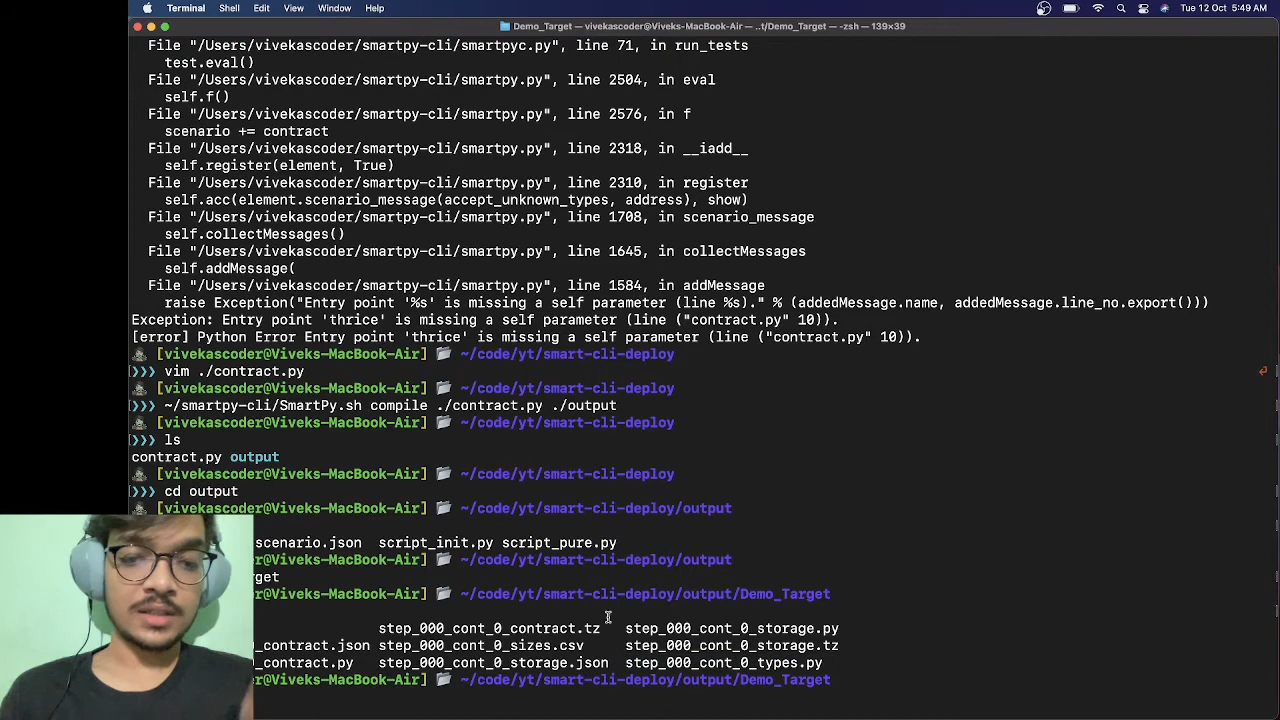 Terminal Shell Edit View Window Help Tue 12 Oct 5:49 AM
Demo_Target — vivekascoder@Viveks-MacBook-Air — ..t/Demo_Target — -zsh — 139×39
File "/Users/vivekascoder/smartpy-cli/smartpyc.py", line 71, in run_tests
test.eval()
File "/Users/vivekascoder/smartpy-cli/smartpy.py", line 2504, in eval
self.f()
File "/Users/vivekascoder/smartpy-cli/smartpy.py", line 2576, in f
scenario += contract
File "/Users/vivekascoder/smartpy-cli/smartpy.py", line 2318, in __iadd__
self.register(element, True)
File "/Users/vivekascoder/smartpy-cli/smartpy.py", line 2310, in register
self.acc(element.scenario_message(accept_unknown_types, address), show)
File "/Users/vivekascoder/smartpy-cli/smartpy.py", line 1708, in scenario_message
self.collectMessages()
File "/Users/vivekascoder/smartpy-cli/smartpy.py", line 1645, in collectMessages
self.addMessage(
File "/Users/vivekascoder/smartpy-cli/smartpy.py", line 1584, in addMessage
raise Exception("Entry point '%s' is missing a self parameter (line %s)." % (addedMessage.name, addedMessage.line_no.export()))
Exception: Entry point 'thrice' is missing a self parameter (line ("contract.py" 10)).
[error] Python Error Entry point 'thrice' is missing a self parameter (line ("contract.py" 10)).
[vivekascoder@Viveks-MacBook-Air] ~/code/yt/smart-cli-deploy
❯❯❯ vim ./contract.py
[vivekascoder@Viveks-MacBook-Air] ~/code/yt/smart-cli-deploy
❯❯❯ ~/smartpy-cli/SmartPy.sh compile ./contract.py ./output
[vivekascoder@Viveks-MacBook-Air] ~/code/yt/smart-cli-deploy
❯❯❯ ls
contract.py output
[vivekascoder@Viveks-MacBook-Air] ~/code/yt/smart-cli-deploy
❯❯❯ cd output
[vivekascoder@Viveks-MacBook-Air] ~/code/yt/smart-cli-deploy/output
scenario.json script_init.py script_pure.py
Viveks-MacBook-Air] ~/code/yt/smart-cli-deploy/output
get
Viveks-MacBook-Air] ~/code/yt/smart-cli-deploy/output/Demo_Target
step_000_cont_0_contract.tz step_000_cont_0_storage.py
_contract.json step_000_cont_0_sizes.csv step_000_cont_0_storage.tz
_contract.py step_000_cont_0_storage.json step_000_cont_0_types.py
Viveks-MacBook-Air] ~/code/yt/smart-cli-deploy/output/Demo_Target